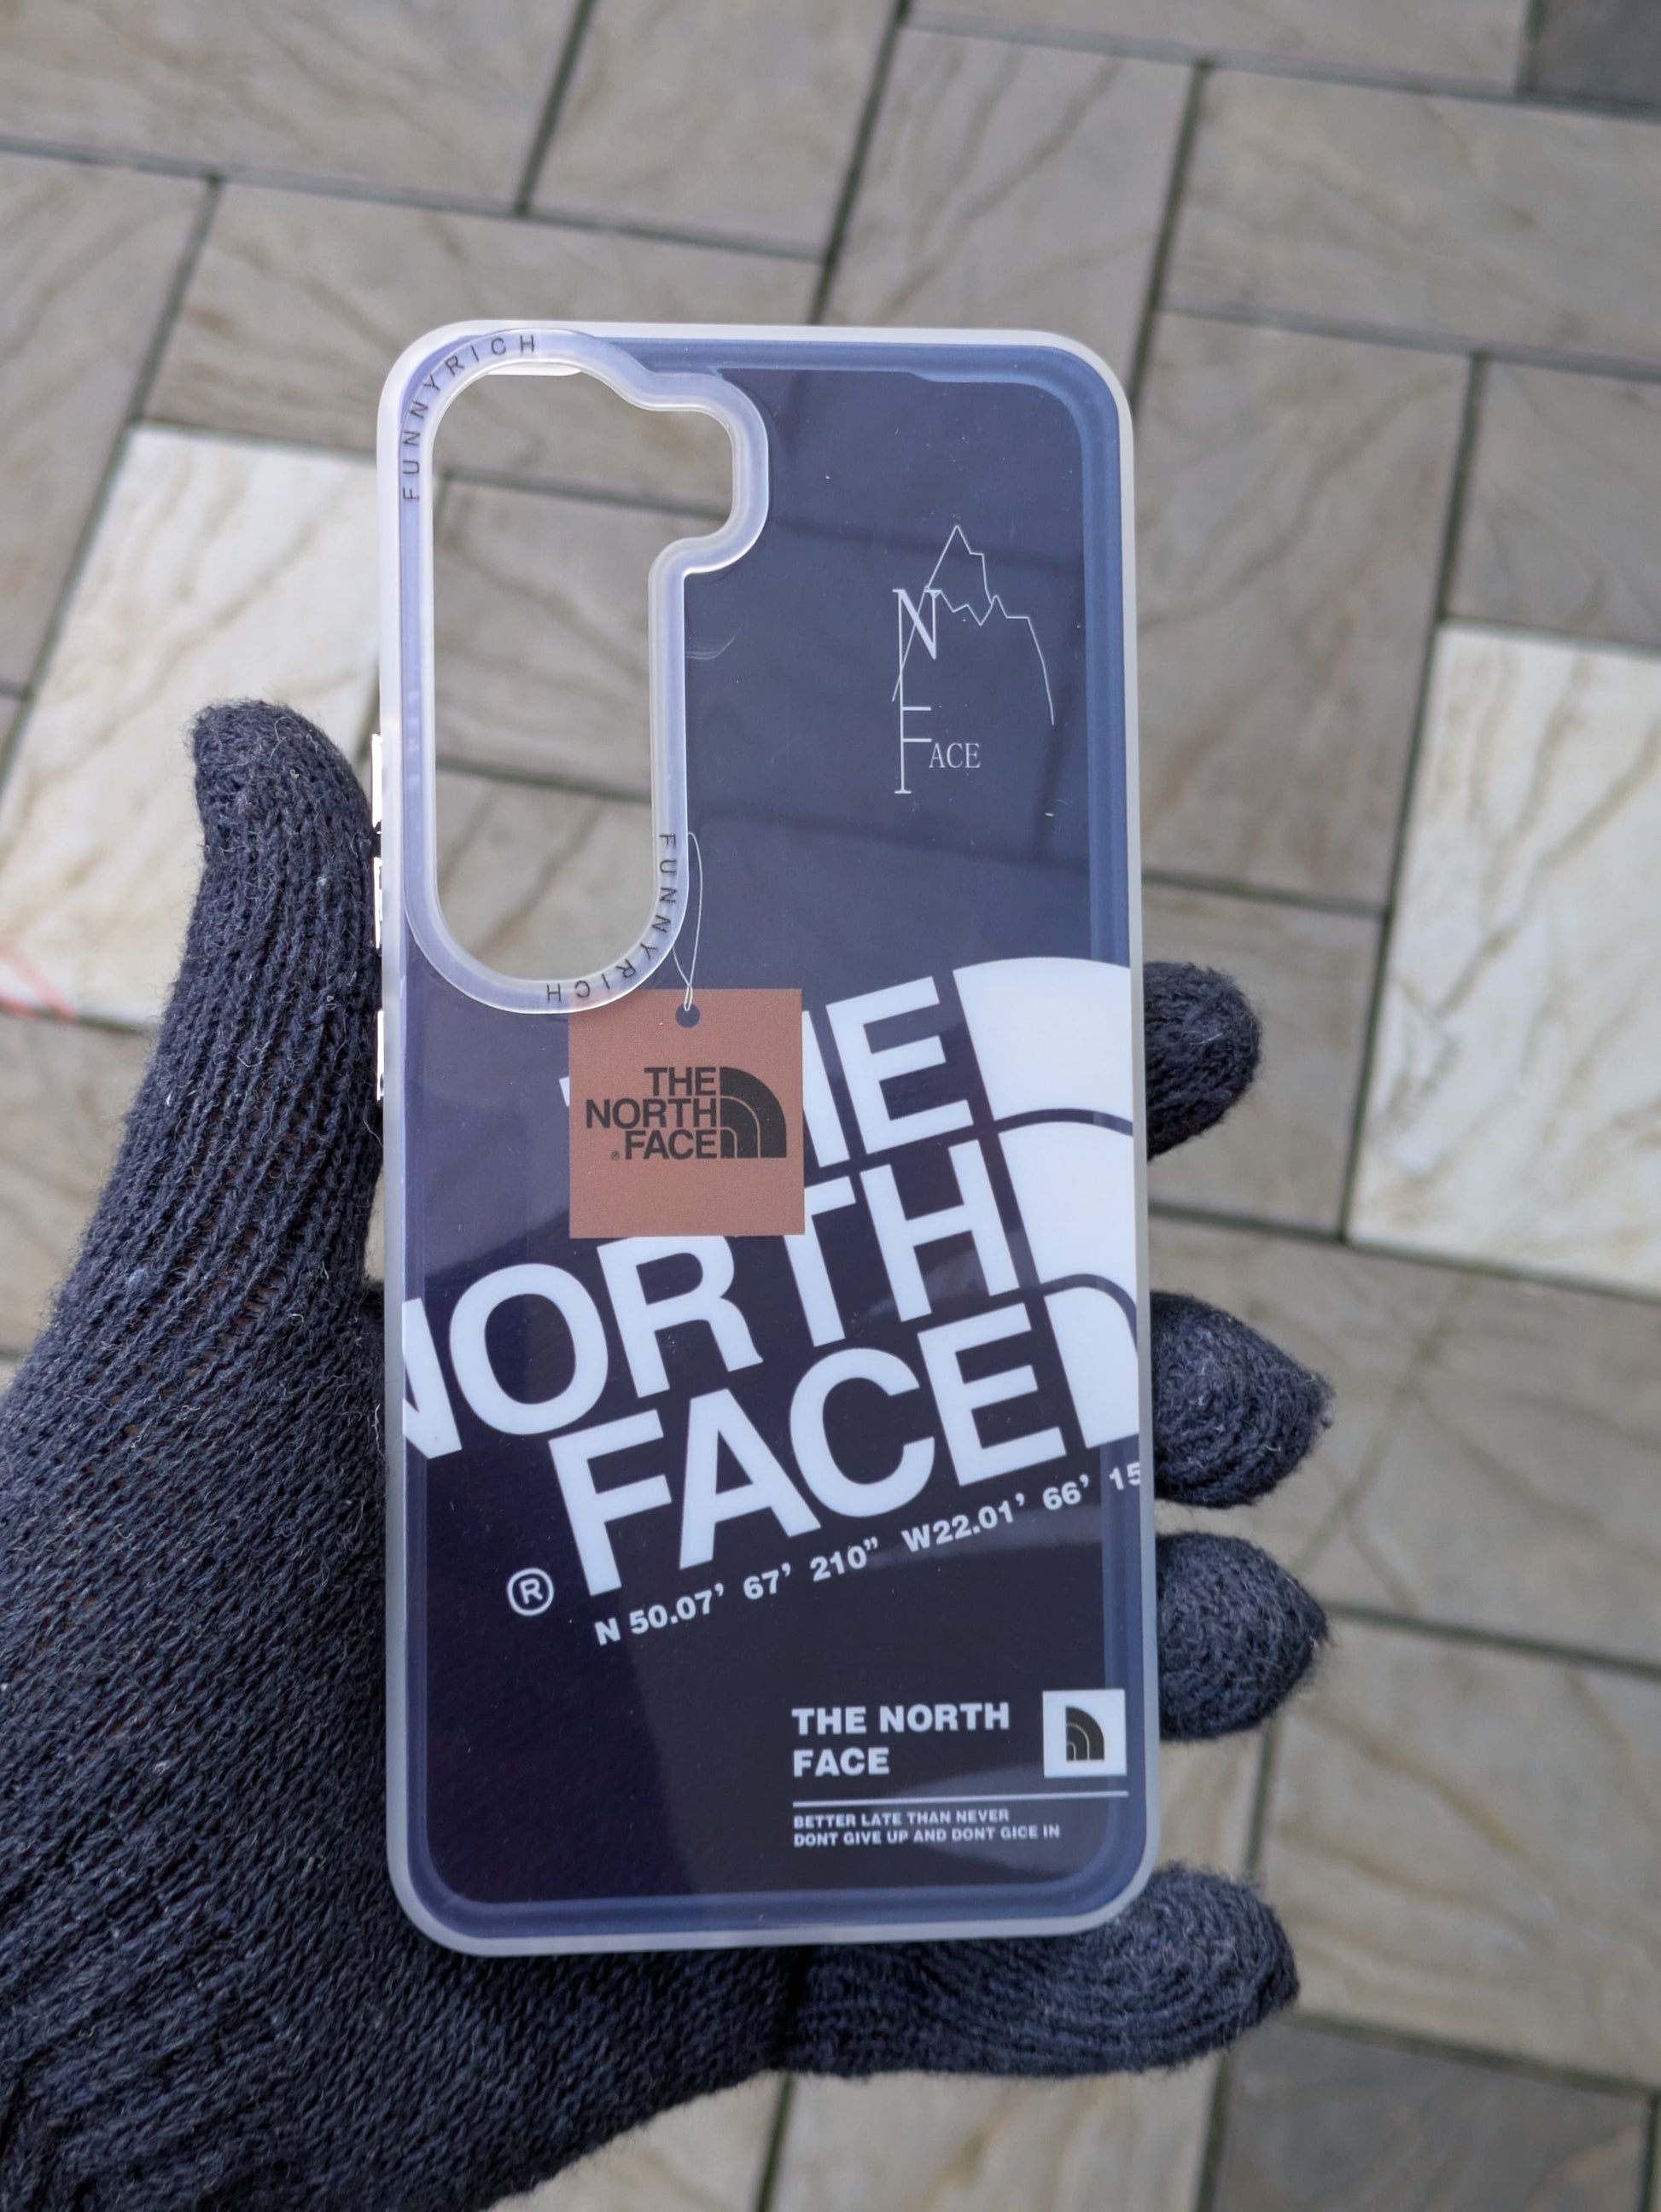 FUNNYRICH
N
FACE
FUNNYRICH
THE
NORTH
® FACE
HE
NORTH
FACE
®
N 50.07’ 67’ 210” W22.01’ 66’ 15
THE NORTH
FACE
BETTER LATE THAN NEVER
DONT GIVE UP AND DONT GICE IN